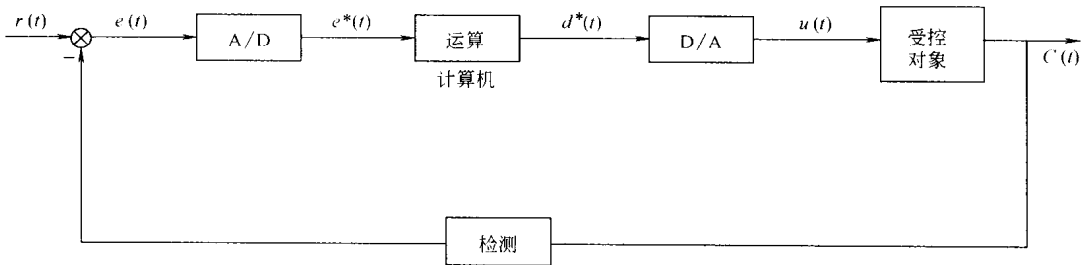 r(t)
e(t)
A/D
e*(t)
运算
计算机
d*(t)
D/A
u(t)
受控
对象
C(t)
−
检测